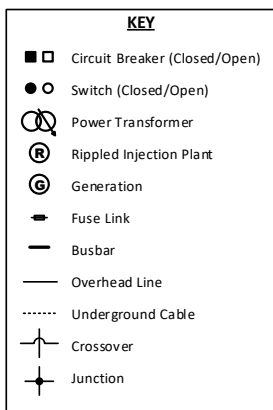 KEY
Circuit Breaker (Closed/Open)
Switch (Closed/Open)
Power Transformer
R Rippled Injection Plant
G Generation
Fuse Link
Busbar
Overhead Line
Underground Cable
Crossover
Junction